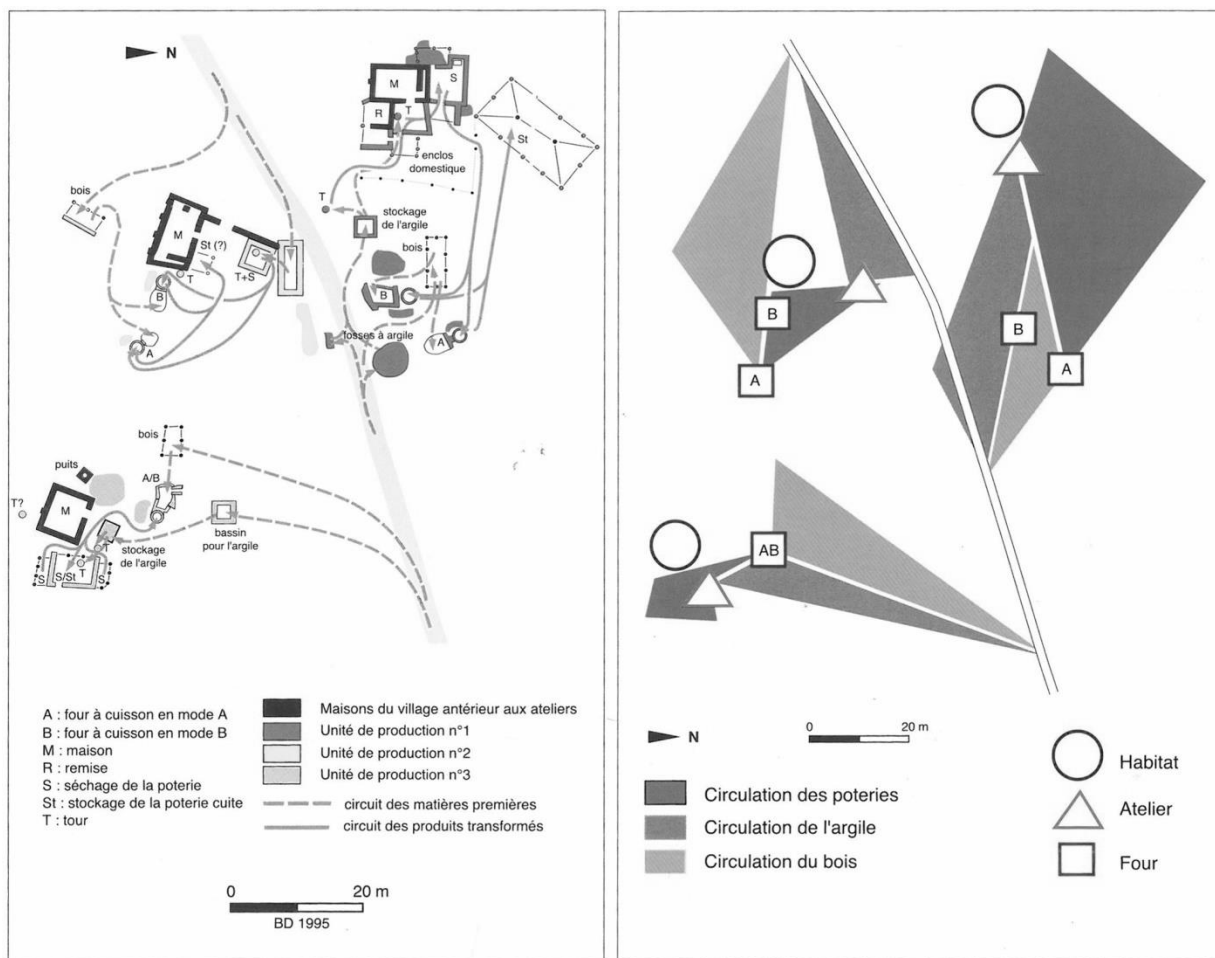 N
M
S
R
T
St
enclos
domestique
T
bois
M
St (?)
T
T+S
B
A
stockage
de l'argile
bois
B
fosses à argile
A
bois
puits
A/B
T?
M
T
stockage
de l'argile
bassin
pour l'argile
S
S/St
T
S
A : four à cuisson en mode A
B : four à cuisson en mode B
M : maison
R : remise
S : séchage de la poterie
St : stockage de la poterie cuite
T : tour
Maisons du village antérieur aux ateliers
Unité de production n°1
Unité de production n°2
Unité de production n°3
circuit des matières premières
circuit des produits transformés
0 20 m
BD 1995
B
A
B
A
AB
N
0 20 m
Circulation des poteries
Circulation de l'argile
Circulation du bois
Habitat
Atelier
Four